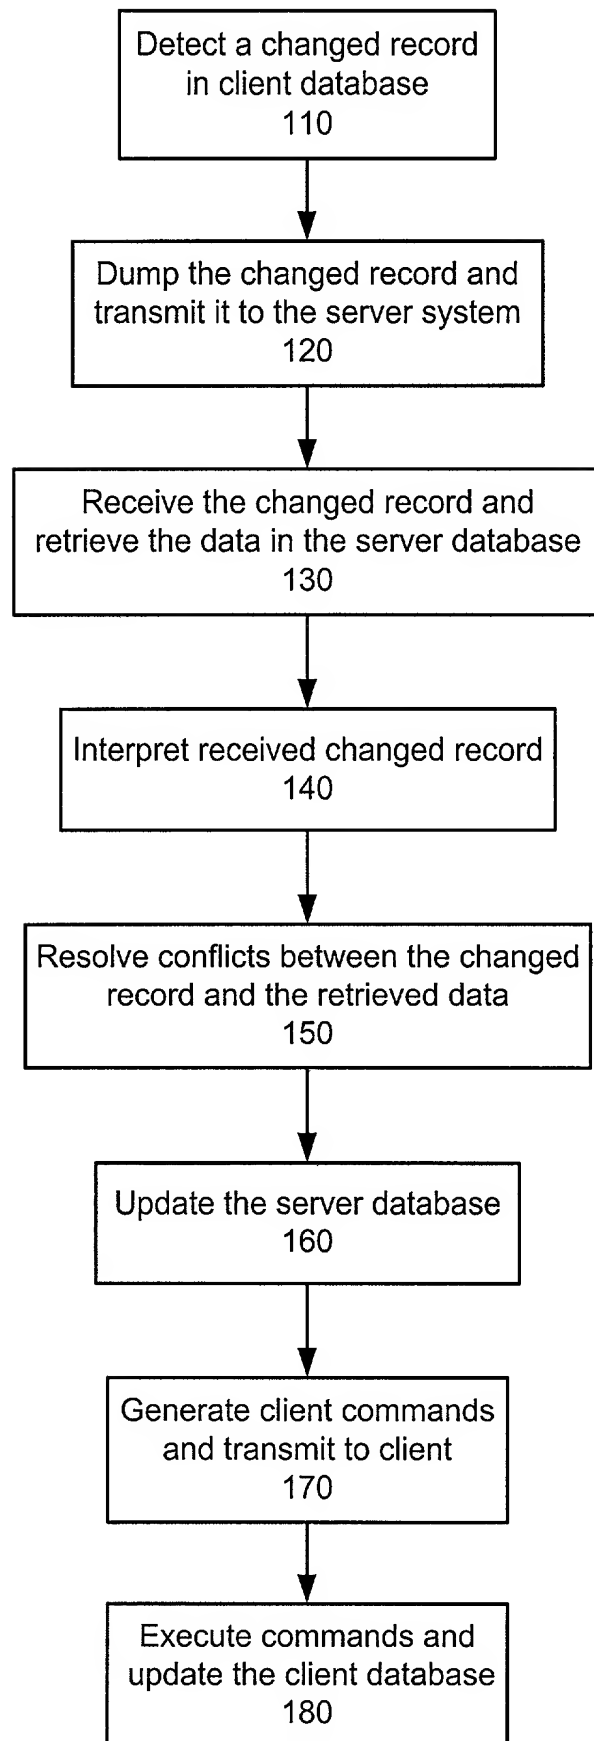 Detect a changed record
in client database
110
Dump the changed record and
transmit it to the server system
120
Receive the changed record and
retrieve the data in the server database
130
Interpret received changed record
140
Resolve conflicts between the changed
record and the retrieved data
150
Update the server database
160
Generate client commands
and transmit to client
170
Execute commands and
update the client database
180